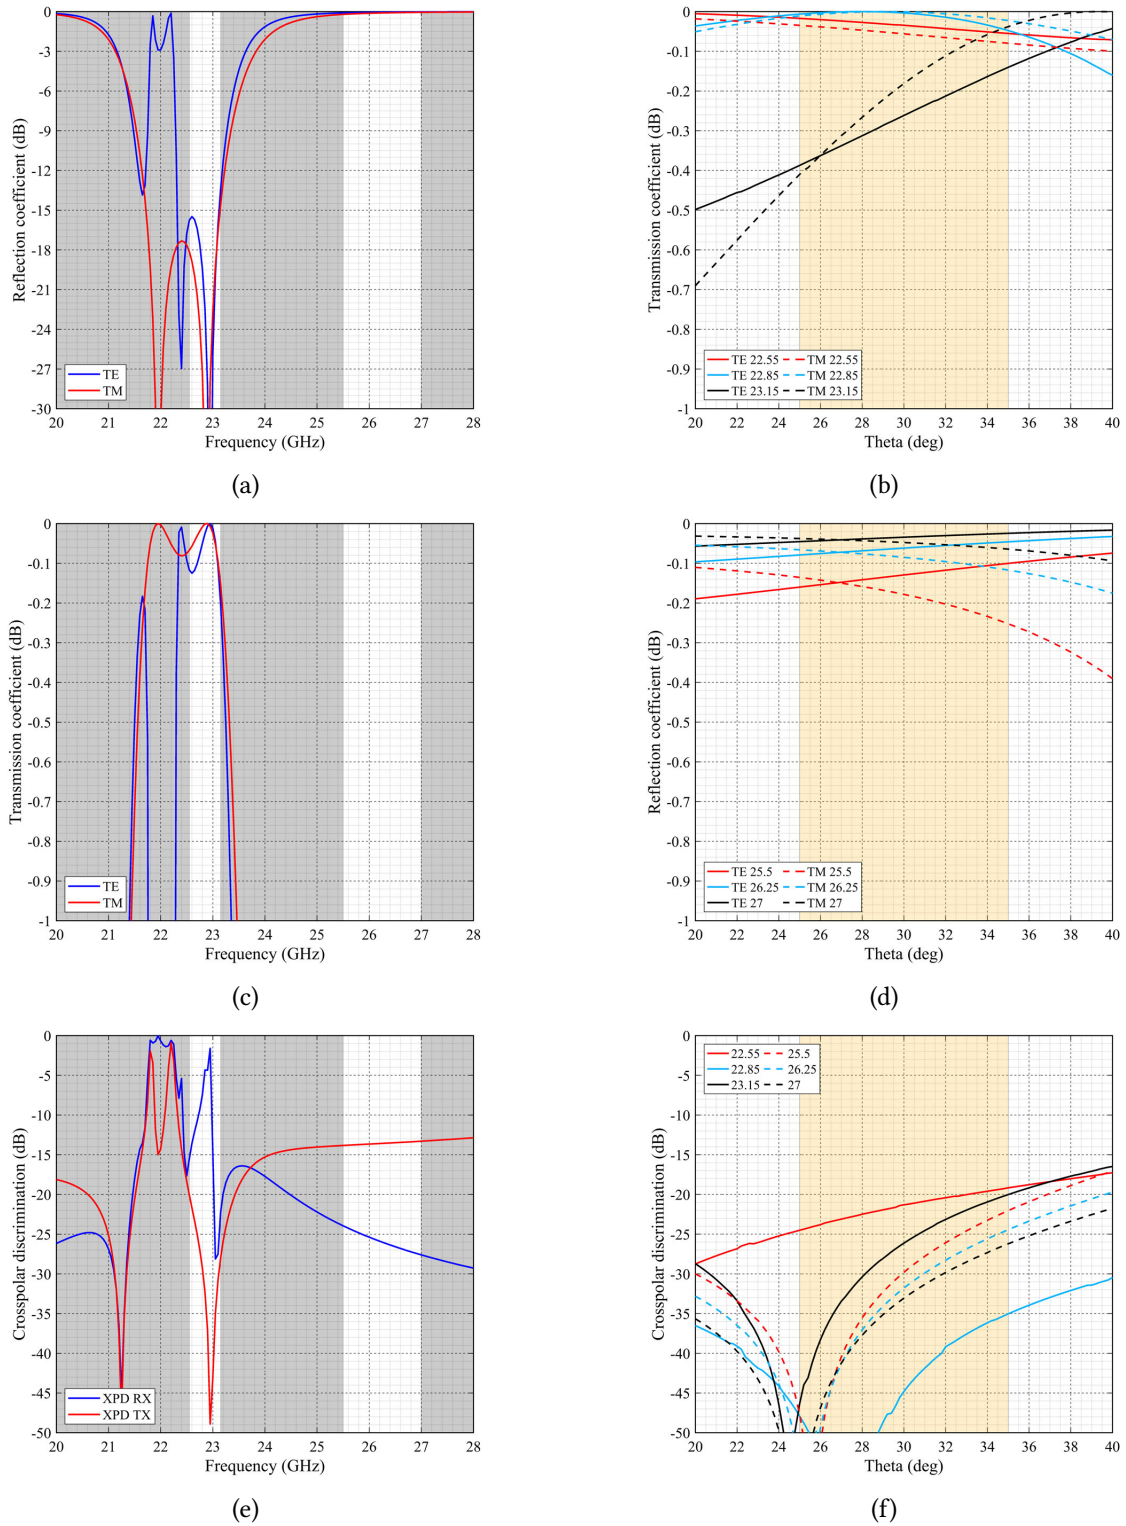 0
-3
-6
-9
-12
-15
-18
-21
-24
-27
-30
Reflection coefficient (dB)
TE
TM
20 21 22 23 24 25 26 27 28
Frequency (GHz)
(a)
0
-0.1
-0.2
-0.3
-0.4
-0.5
-0.6
-0.7
-0.8
-0.9
-1
Transmission coefficient (dB)
TE 22.55 TM 22.55
TE 22.85 TM 22.85
TE 23.15 TM 23.15
20 22 24 26 28 30 32 34 36 38 40
Theta (deg)
(b)
0
-0.1
-0.2
-0.3
-0.4
-0.5
-0.6
-0.7
-0.8
-0.9
-1
Transmission coefficient (dB)
TE
TM
20 21 22 23 24 25 26 27 28
Frequency (GHz)
(c)
0
-0.1
-0.2
-0.3
-0.4
-0.5
-0.6
-0.7
-0.8
-0.9
-1
Reflection coefficient (dB)
TE 25.5 TM 25.5
TE 26.25 TM 26.25
TE 27 TM 27
20 22 24 26 28 30 32 34 36 38 40
Theta (deg)
(d)
0
-5
-10
-15
-20
-25
-30
-35
-40
-45
-50
Crosspolar discrimination (dB)
XPD RX
XPD TX
20 21 22 23 24 25 26 27 28
Frequency (GHz)
(e)
0
-5
-10
-15
-20
-25
-30
-35
-40
-45
-50
Crosspolar discrimination (dB)
22.55 25.5
22.85 26.25
23.15 27
20 22 24 26 28 30 32 34 36 38 40
Theta (deg)
(f)